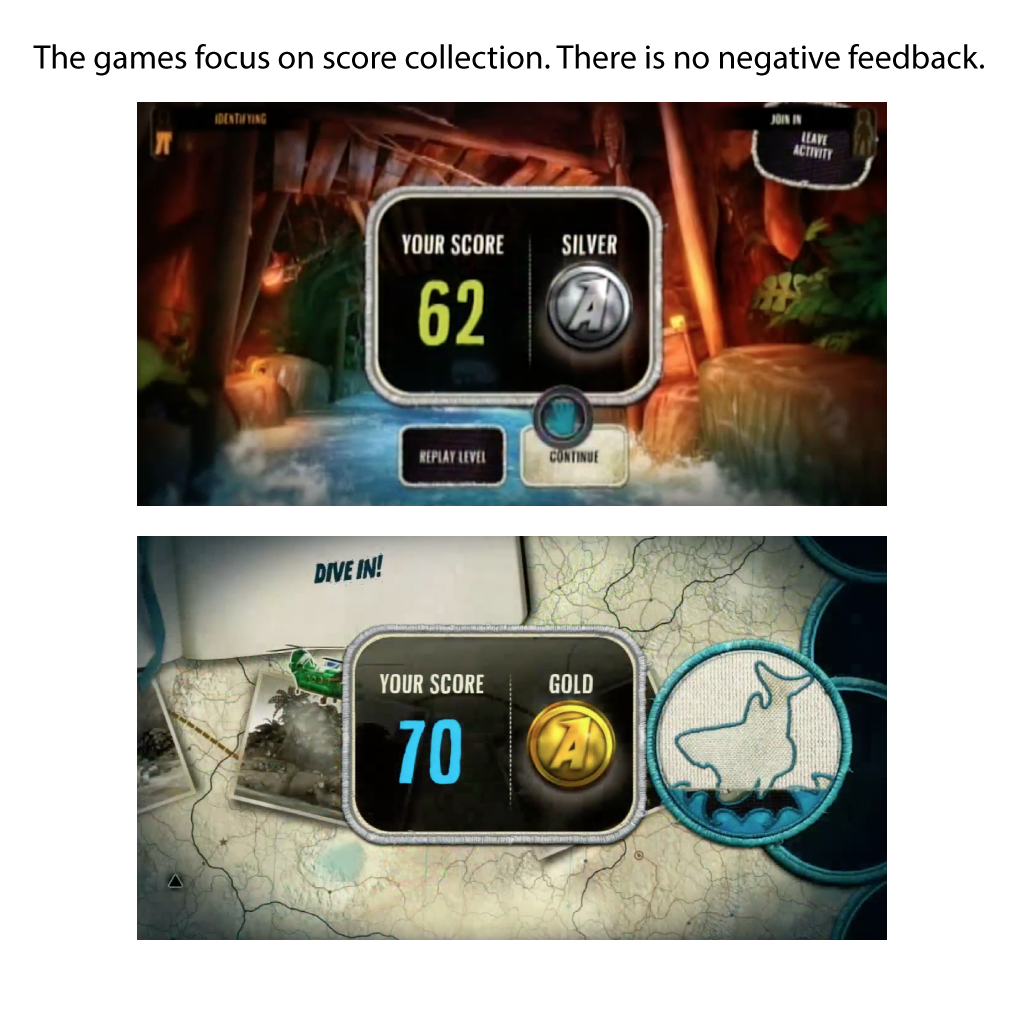 The games focus on score collection. There is no negative feedback.
IDENTIFYING
JOIN IN
LEAVE
ACTIVITY
YOUR SCORE
SILVER
62
A
REPLAY LEVEL
CONTINUE
DIVE IN!
YOUR SCORE
GOLD
70
A